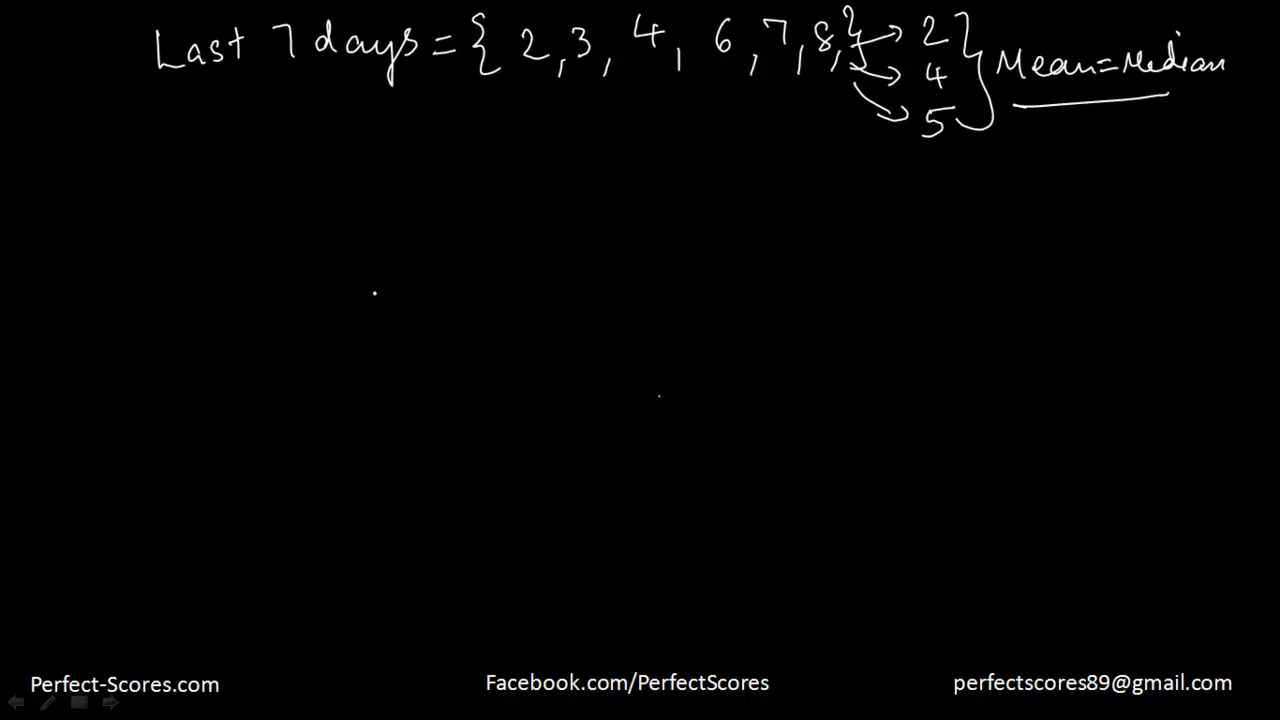 Last 7 days = { 2, 3, 4, 6, 7, 8, } → 2 } Mean = Median
→ 4
→ 5
Perfect-Scores.com Facebook.com/PerfectScores perfectscores89@gmail.com